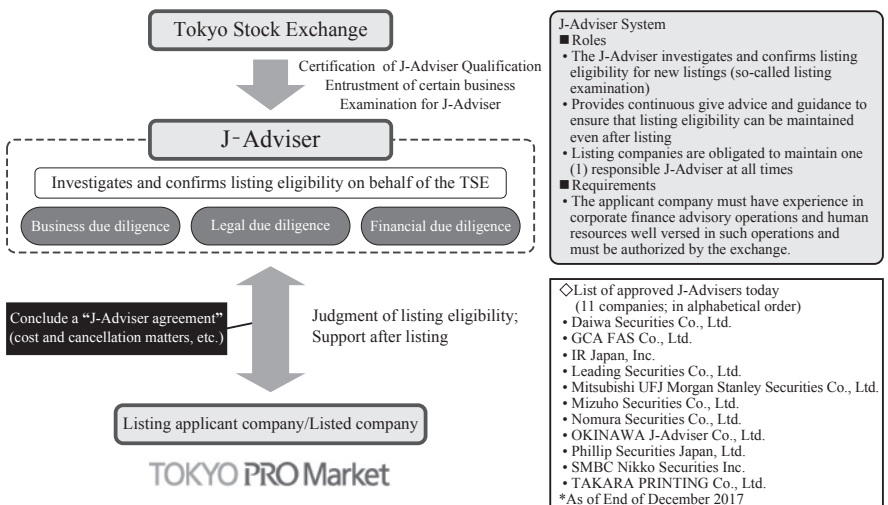 Tokyo Stock Exchange
Certification of J-Adviser Qualification
Entrustment of certain business
Examination for J-Adviser
J-Adviser
Investigates and confirms listing eligibility on behalf of the TSE
Business due diligence
Legal due diligence
Financial due diligence
Conclude a “J-Adviser agreement”
(cost and cancellation matters, etc.)
Judgment of listing eligibility;
Support after listing
Listing applicant company/Listed company
TOKYO PRO Market
J-Adviser System
■ Roles
• The J-Adviser investigates and confirms listing
eligibility for new listings (so-called listing
examination)
• Provides continuous give advice and guidance to
ensure that listing eligibility can be maintained
even after listing
• Listing companies are obligated to maintain one
(1) responsible J-Adviser at all times
■ Requirements
• The applicant company must have experience in
corporate finance advisory operations and human
resources well versed in such operations and
must be authorized by the exchange.
◇List of approved J-Advisers today
(11 companies; in alphabetical order)
• Daiwa Securities Co., Ltd.
• GCA FAS Co., Ltd.
• IR Japan, Inc.
• Leading Securities Co., Ltd.
• Mitsubishi UFJ Morgan Stanley Securities Co., Ltd.
• Mizuho Securities Co., Ltd.
• Nomura Securities Co., Ltd.
• OKINAWA J-Adviser Co., Ltd.
• Phillip Securities Japan, Ltd.
• SMBC Nikko Securities Inc.
• TAKARA PRINTING Co., Ltd.
*As of End of December 2017